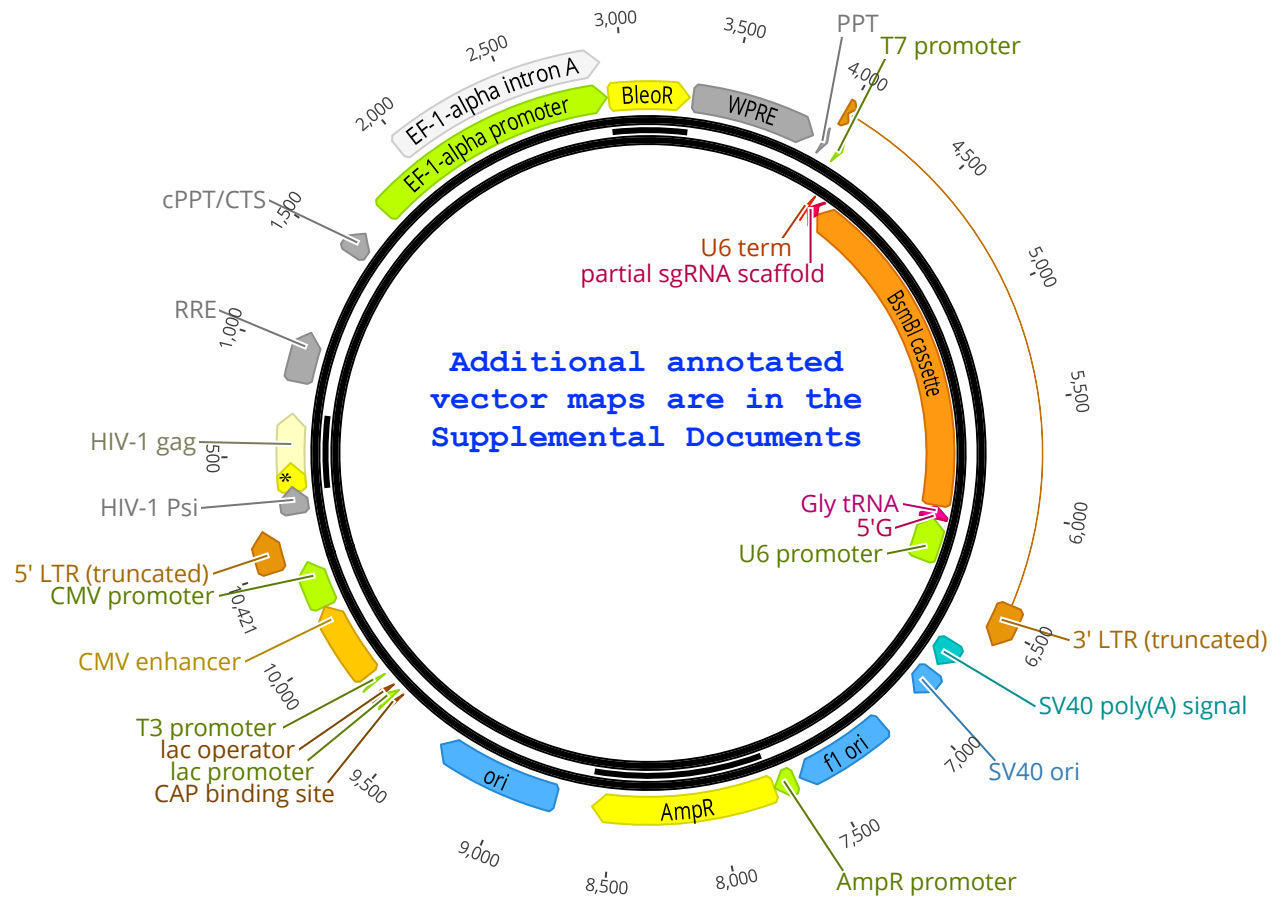 3,000
PPT
3,500
T7 promoter
2,500
4,000
EF-1-alpha intron A
BleoR
WPRE
2,000
EF-1-alpha promoter
4,500
cPPT/CTS
1,500
U6 term
partial sgRNA scaffold
5,000
RRE
1,000
BsmBI cassette
Additional annotated
vector maps are in the
Supplemental Documents
5,500
HIV-1 gag
500
*
HIV-1 Psi
Gly tRNA
5'G
6,000
U6 promoter
5' LTR (truncated)
CMV promoter
10,421
3' LTR (truncated)
6,500
CMV enhancer
10,000
SV40 poly(A) signal
T3 promoter
lac operator
lac promoter
CAP binding site
9,500
ori
f1 ori
7,000
SV40 ori
AmpR
7,500
9,000
8,500
8,000
AmpR promoter